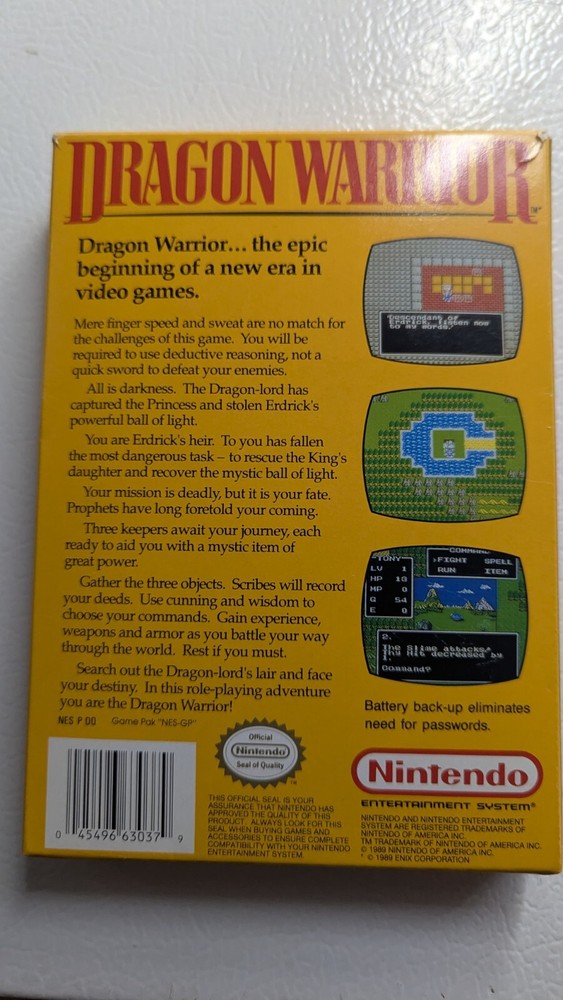 DRAGON WARRIOR™
Dragon Warrior... the epic
beginning of a new era in
video games.
Mere finger speed and sweat are no match for
the challenges of this game. You will be
required to use deductive reasoning, not a
quick sword to defeat your enemies.
All is darkness. The Dragon-lord has
captured the Princess and stolen Erdrick's
powerful ball of light.
You are Erdrick's heir. To you has fallen
the most dangerous task – to rescue the King's
daughter and recover the mystic ball of light.
Your mission is deadly, but it is your fate.
Prophets have long foretold your coming.
Three keepers await your journey, each
ready to aid you with a mystic item of
great power.
Gather the three objects. Scribes will record
your deeds. Use cunning and wisdom to
choose your commands. Gain experience,
weapons and armor as you battle your way
through the world. Rest if you must.
Search out the Dragon-lord's lair and face
your destiny. In this role-playing adventure
you are the Dragon Warrior!
NES P DQ Game Pak "NES-GP"
0 45496 63037 9
Official
Nintendo
Seal of Quality
™
THIS OFFICIAL SEAL IS YOUR
ASSURANCE THAT NINTENDO HAS
APPROVED THE QUALITY OF THIS
PRODUCT. ALWAYS LOOK FOR THIS
SEAL WHEN BUYING GAMES AND
ACCESSORIES TO ENSURE COMPLETE
COMPATIBILITY WITH YOUR NINTENDO
ENTERTAINMENT SYSTEM.
Descendant of
Erdrick, listen now
to my words.
TONY
LV 1
HP 18
MP 0
G 54
E 0
COMMAND
FIGHT SPELL
RUN ITEM
2.
The Slime attacks!
Thy Hit decreased by
1.
Command?
Battery back-up eliminates
need for passwords.
Nintendo
ENTERTAINMENT SYSTEM®
NINTENDO AND NINTENDO ENTERTAINMENT
SYSTEM ARE REGISTERED TRADEMARKS OF
NINTENDO OF AMERICA INC.
TM TRADEMARK OF NINTENDO OF AMERICA INC.
© 1989 NINTENDO OF AMERICA INC.
© 1989 ENIX CORPORATION